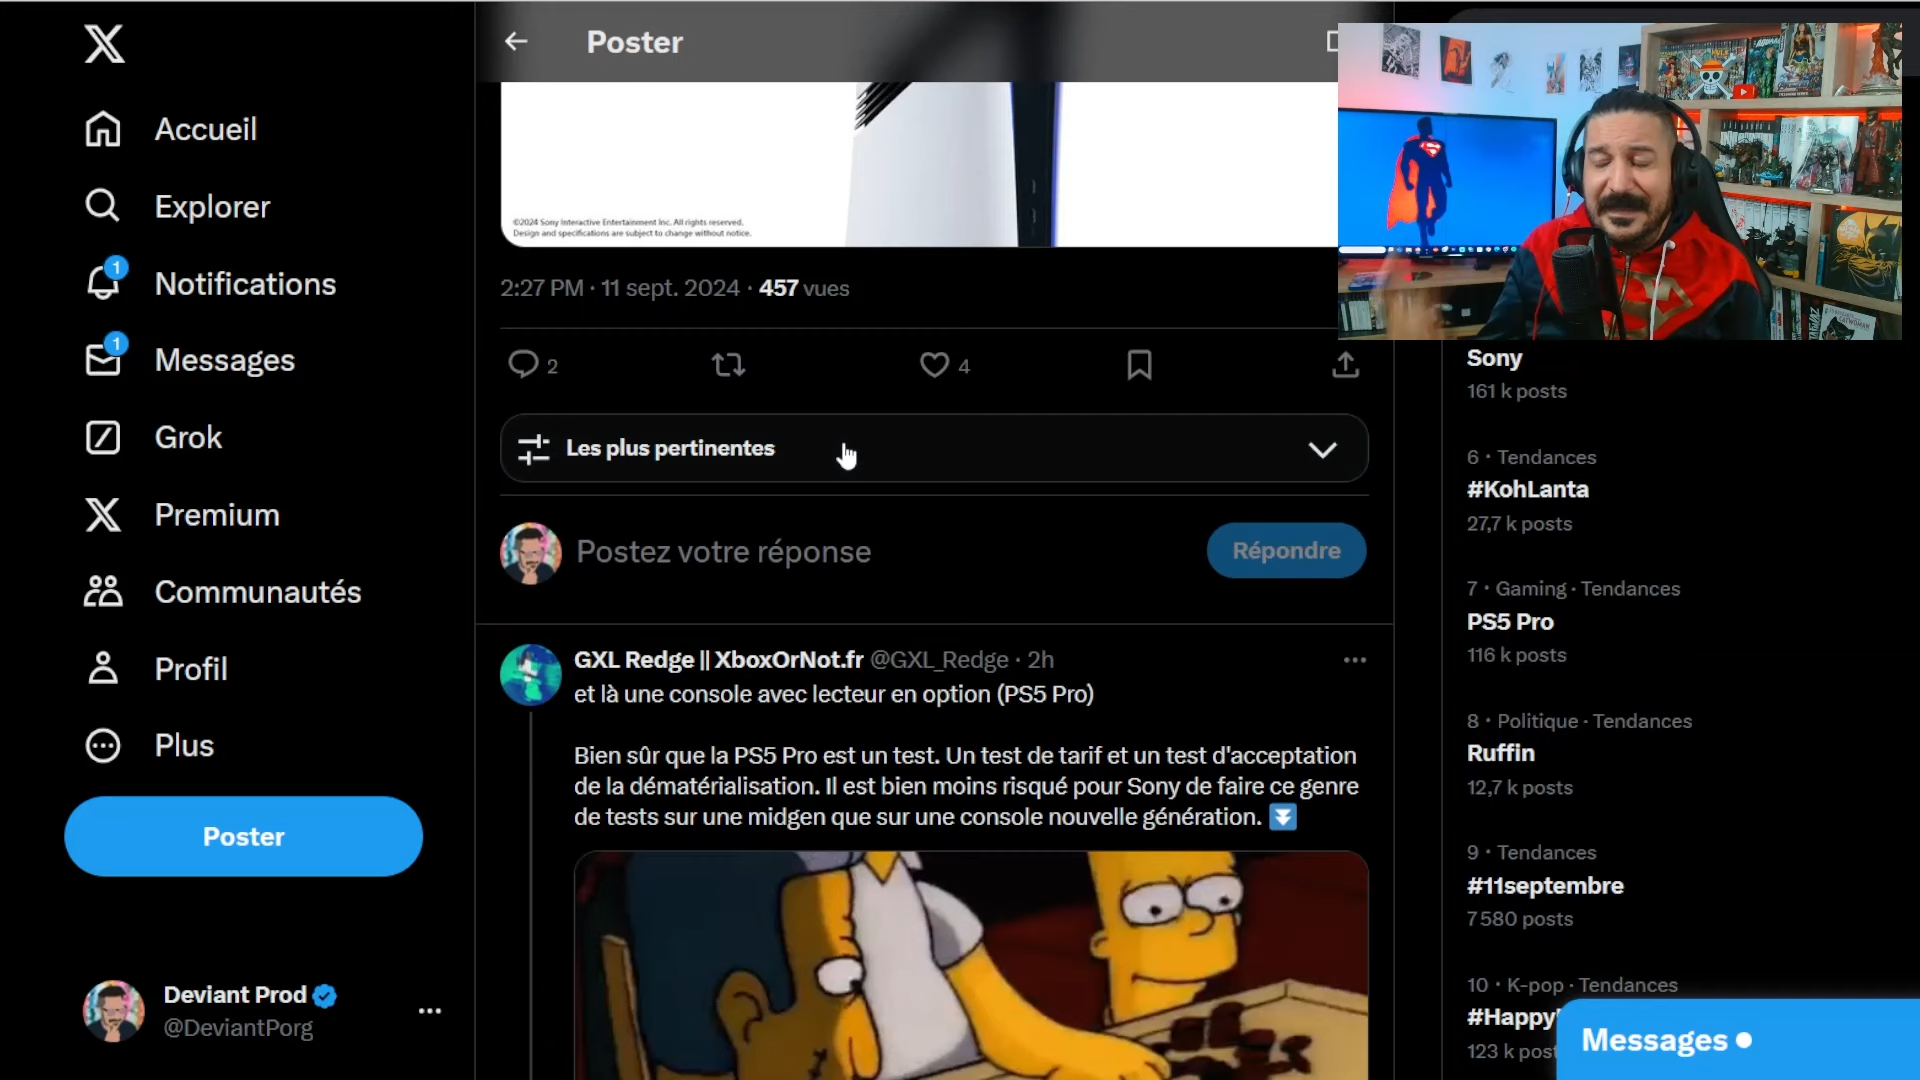 Accueil
Explorer
1
Notifications
1
Messages
Grok
Premium
Communautés
Profil
Plus
Poster
Deviant Prod
@DeviantPorg
Poster
©2024 Sony Interactive Entertainment Inc. All rights reserved.
Design and specifications are subject to change without notice.
2:27 PM · 11 sept. 2024 · 457 vues
2
4
Les plus pertinentes
Postez votre réponse
Répondre
GXL Redge || XboxOrNot.fr @GXL_Redge · 2h
et là une console avec lecteur en option (PS5 Pro)
Bien sûr que la PS5 Pro est un test. Un test de tarif et un test d'acceptation
de la dématérialisation. Il est bien moins risqué pour Sony de faire ce genre
de tests sur une midgen que sur une console nouvelle génération.
Sony
161 k posts
6 · Tendances
#KohLanta
27,7 k posts
7 · Gaming · Tendances
PS5 Pro
116 k posts
8 · Politique · Tendances
Ruffin
12,7 k posts
9 · Tendances
#11septembre
7 580 posts
10 · K-pop · Tendances
#Happy
123 k post
Messages